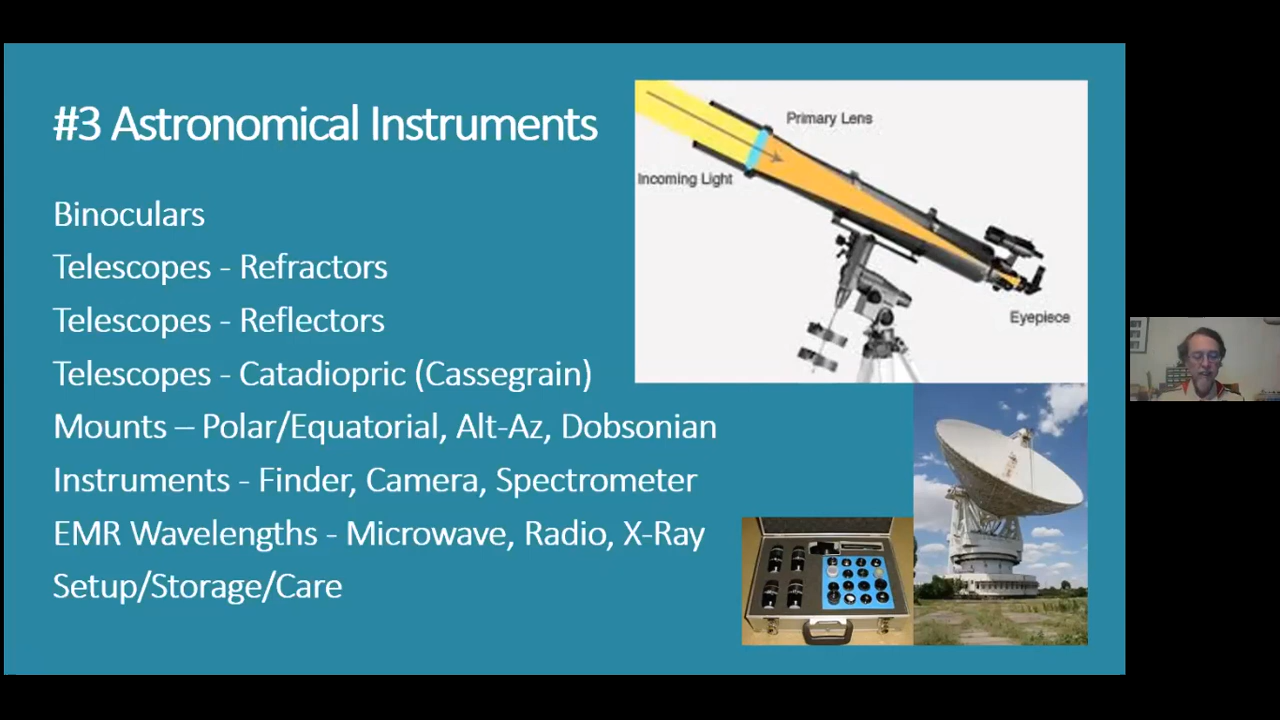 #3 Astronomical Instruments
Binoculars
Telescopes - Refractors
Telescopes - Reflectors
Telescopes - Catadiopric (Cassegrain)
Mounts – Polar/Equatorial, Alt-Az, Dobsonian
Instruments - Finder, Camera, Spectrometer
EMR Wavelengths - Microwave, Radio, X-Ray
Setup/Storage/Care
Primary Lens
Incoming Light
Eyepiece